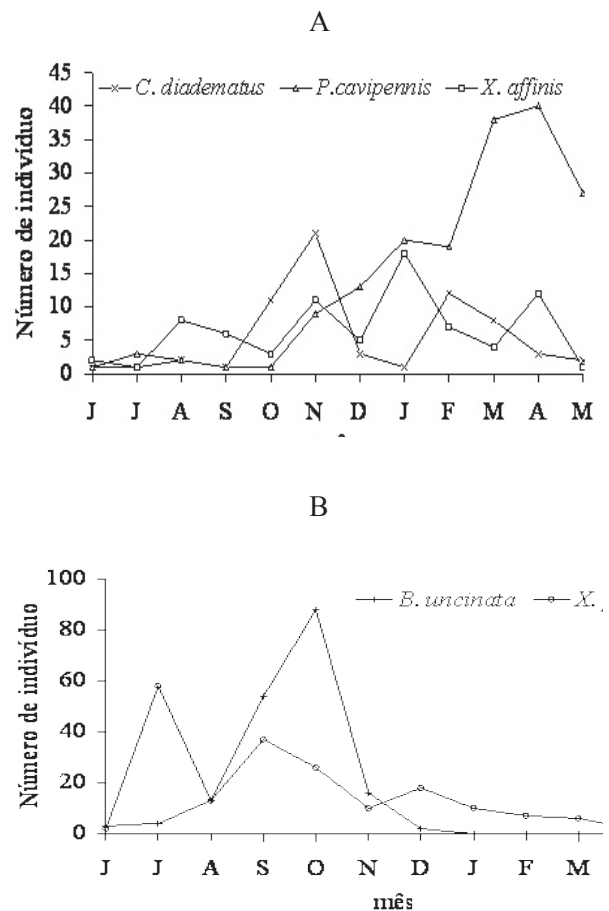 A
C. diadematus P.cavipennis X. affinis
Número de indivíduo
45
40
35
30
25
20
15
10
5
0
J J A S O N D J F M A M
B
B. uncinata X.
Número de indivíduo
100
80
60
40
20
0
J J A S O N D J F M
mês